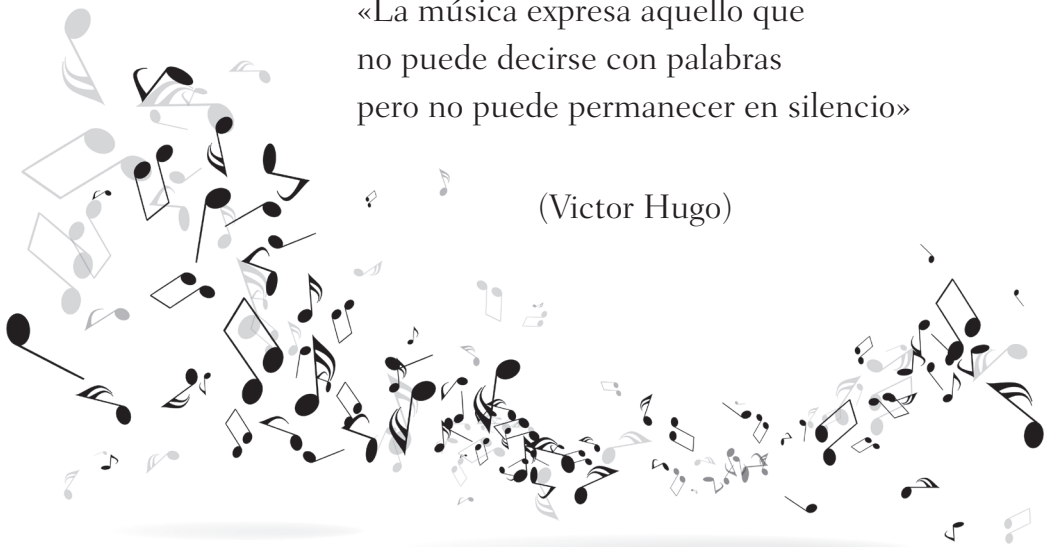 «La música expresa aquello que
no puede decirse con palabras
pero no puede permanecer en silencio»
(Victor Hugo)